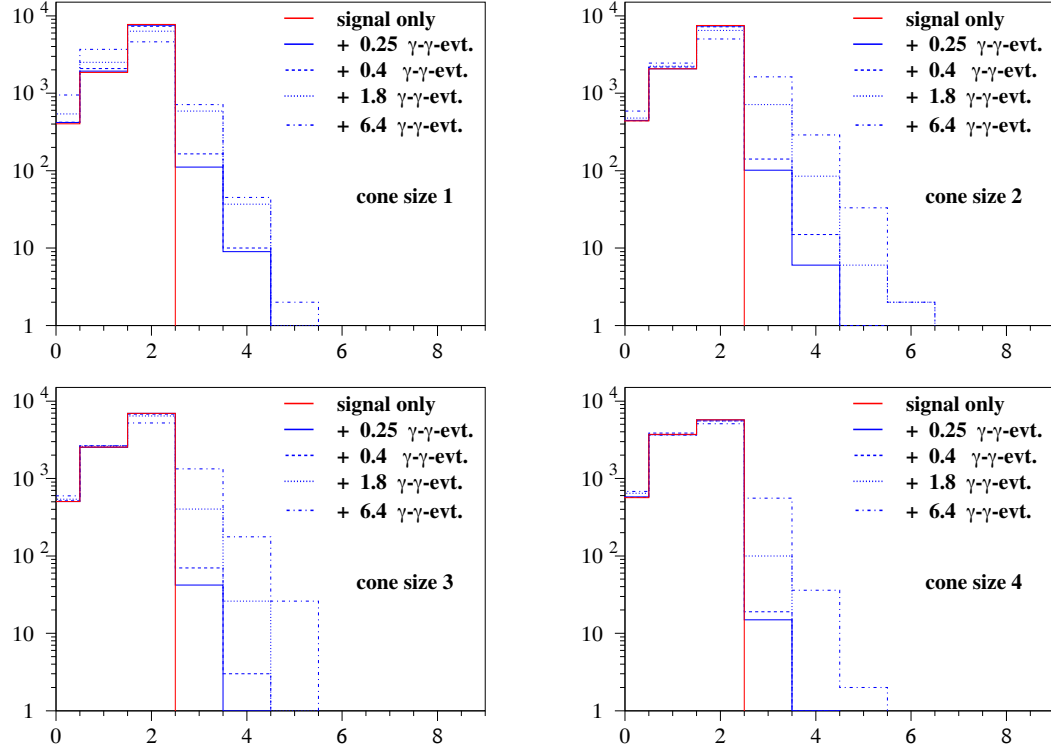 10 4
10 3
10 2
10
1
0 2 4 6 8
signal only
+ 0.25 γ-γ-evt.
+ 0.4 γ-γ-evt.
+ 1.8 γ-γ-evt.
+ 6.4 γ-γ-evt.
cone size 1
10 4
10 3
10 2
10
1
0 2 4 6 8
signal only
+ 0.25 γ-γ-evt.
+ 0.4 γ-γ-evt.
+ 1.8 γ-γ-evt.
+ 6.4 γ-γ-evt.
cone size 2
10 4
10 3
10 2
10
1
0 2 4 6 8
signal only
+ 0.25 γ-γ-evt.
+ 0.4 γ-γ-evt.
+ 1.8 γ-γ-evt.
+ 6.4 γ-γ-evt.
cone size 3
10 4
10 3
10 2
10
1
0 2 4 6 8
signal only
+ 0.25 γ-γ-evt.
+ 0.4 γ-γ-evt.
+ 1.8 γ-γ-evt.
+ 6.4 γ-γ-evt.
cone size 4